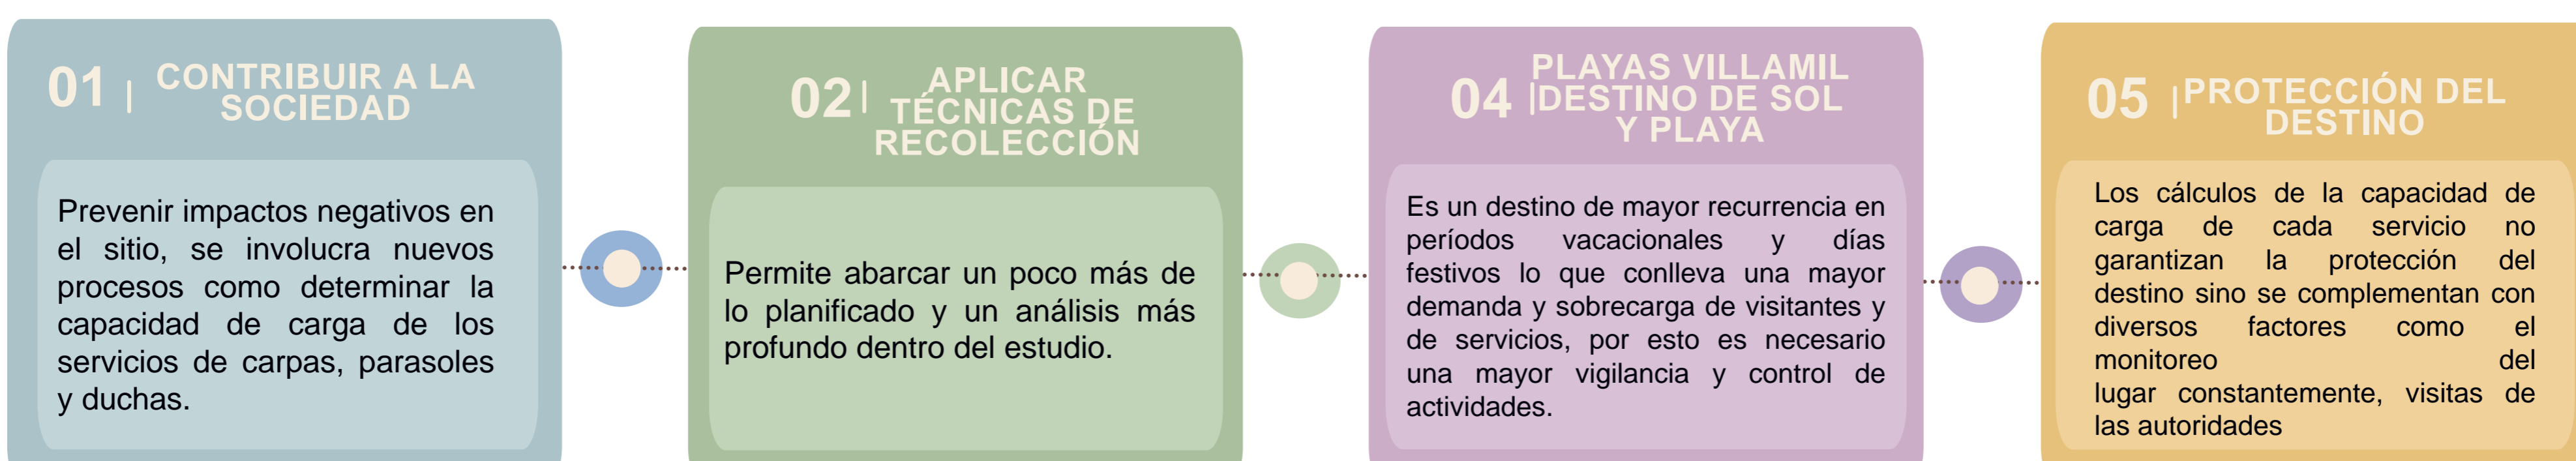 01 | CONTRIBUIR A LA
SOCIEDAD
Prevenir impactos negativos en
el sitio, se involucra nuevos
procesos como determinar la
capacidad de carga de los
servicios de carpas, parasoles
y duchas.
02 | APLICAR
TÉCNICAS DE
RECOLECCIÓN
Permite abarcar un poco más de
lo planificado y un análisis más
profundo dentro del estudio.
04 | PLAYAS VILLAMIL
DESTINO DE SOL
Y PLAYA
Es un destino de mayor recurrencia en
períodos vacacionales y días
festivos lo que conlleva una mayor
demanda y sobrecarga de visitantes y
de servicios, por esto es necesario
una mayor vigilancia y control de
actividades.
05 | PROTECCIÓN DEL
DESTINO
Los cálculos de la capacidad de
carga de cada servicio no
garantizan la protección del
destino sino se complementan con
diversos factores como el
monitoreo del
lugar constantemente, visitas de
las autoridades